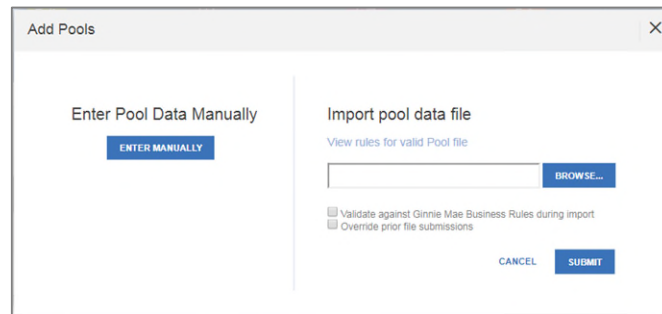 Add Pools
Enter Pool Data Manually
ENTER MANUALLY
Import pool data file
View rules for valid Pool file
BROWSE...
Validate against Ginnie Mae Business Rules during import
Override prior file submissions
CANCEL
SUBMIT